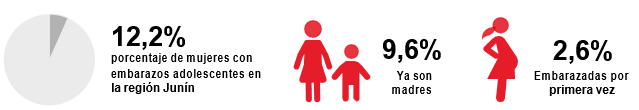 12,2%
porcentaje de mujeres con
embarazos adolescentes en
la región Junín
9,6%
Ya son
madres
2,6%
Embarazadas por
primera vez